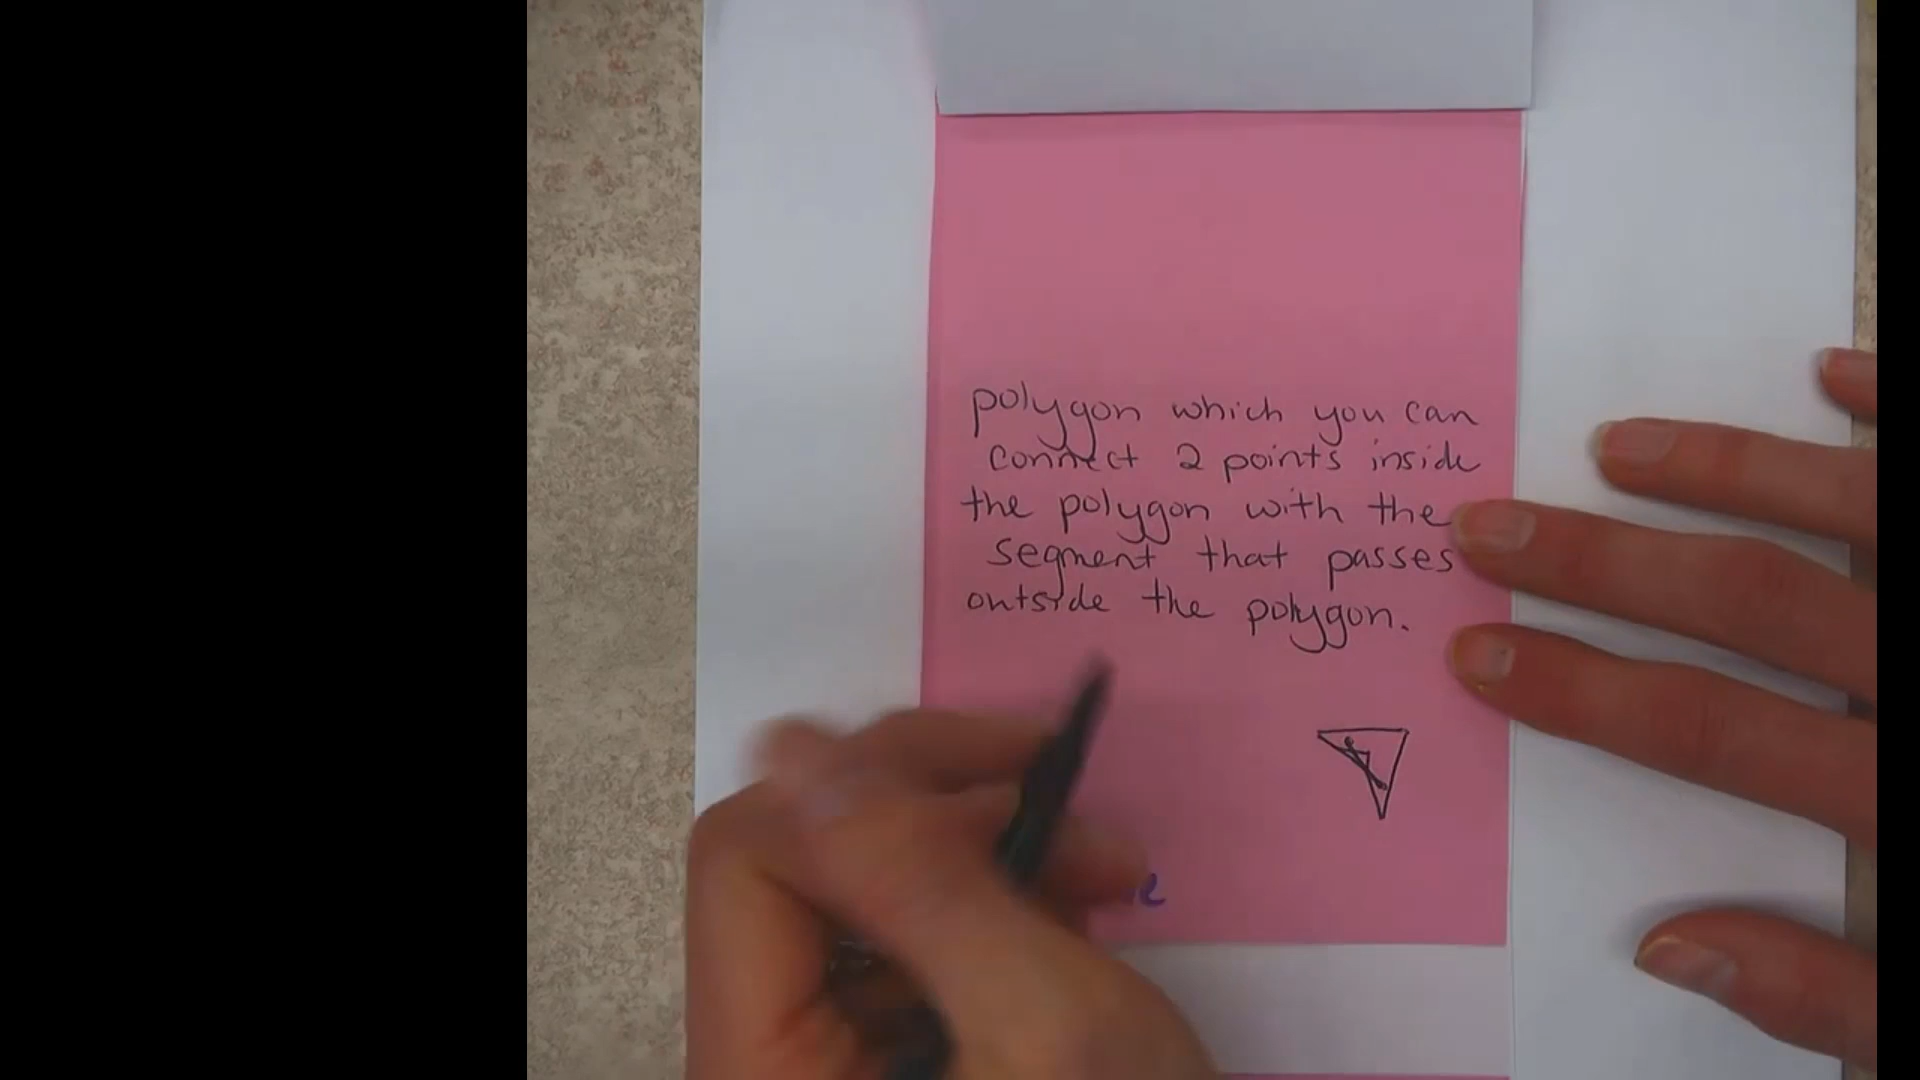 polygon which you can
connect 2 points inside
the polygon with the
segment that passes
outside the polygon.